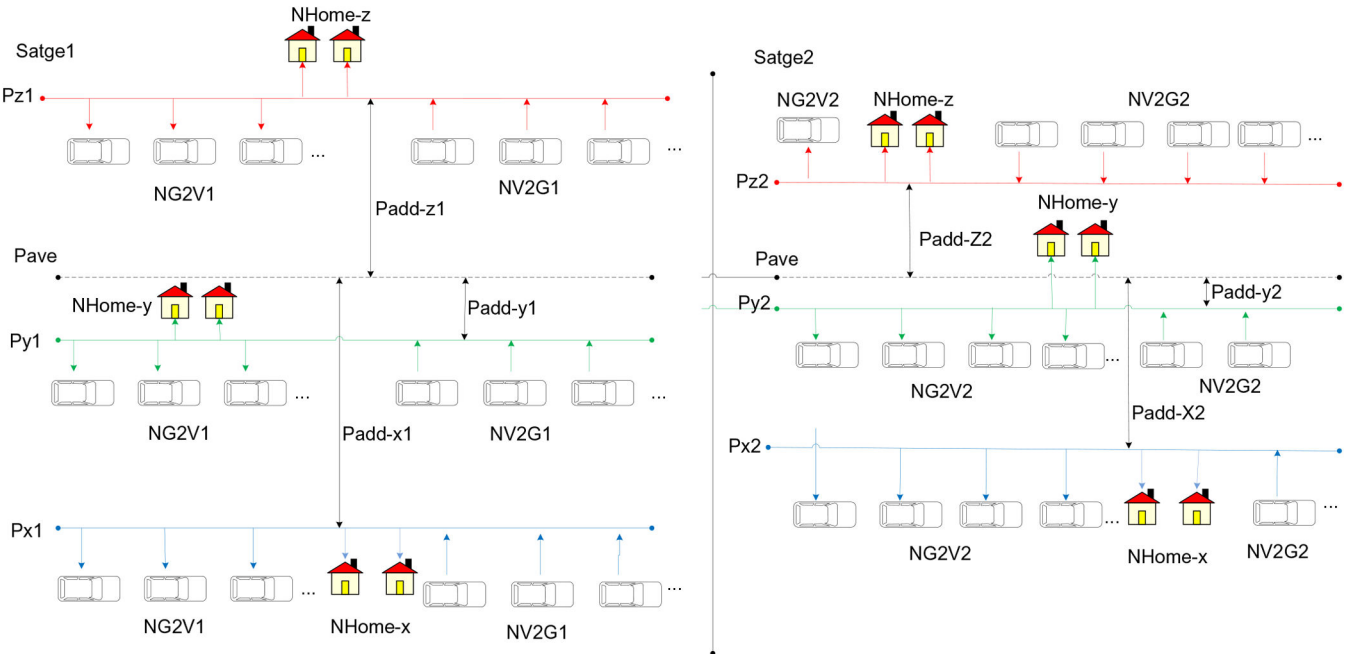 NHome-z
Satge1
Pz1
...
...
NG2V1
NV2G1
Padd-z1
Pave
NHome-y
Padd-y1
Py1
...
...
NG2V1
NV2G1
Padd-x1
Px1
...
...
NG2V1
NHome-x
NV2G1
Satge2
NG2V2
NHome-z
NV2G2
...
Pz2
NHome-y
Padd-Z2
Pave
Padd-y2
Py2
...
...
NG2V2
NV2G2
Padd-X2
Px2
...
...
NG2V2
NHome-x
NV2G2